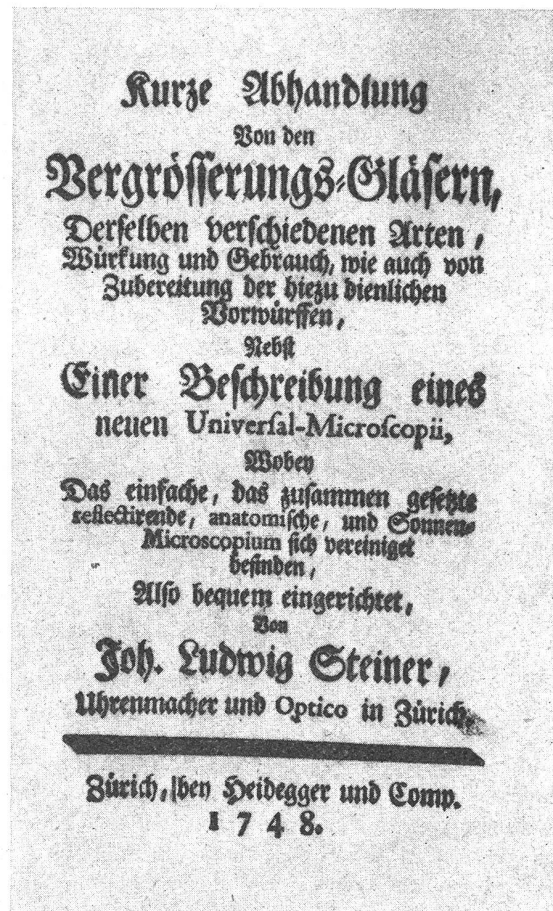 Kurze Abhandlung
Von den
Vergrösserungs-Gläsern,
Derselben verschiedenen Arten,
Würkung und Gebrauch, wie auch von
Zubereitung der hiezu dienlichen
Vorwürffen,
Nebst
Einer Beschreibung eines
neuen Universal-Microscopii,
Wobey
Das einfache, das zusammen gesetzte
reflectirende, anatomische, und Sonnen-
Microscopium sich vereiniget
befinden,
Also bequem eingerichtet,
Von
Joh. Ludwig Steiner,
Uhrenmacher und Optico in Zürich.
Zürich, bey Heidegger und Comp.
1748.